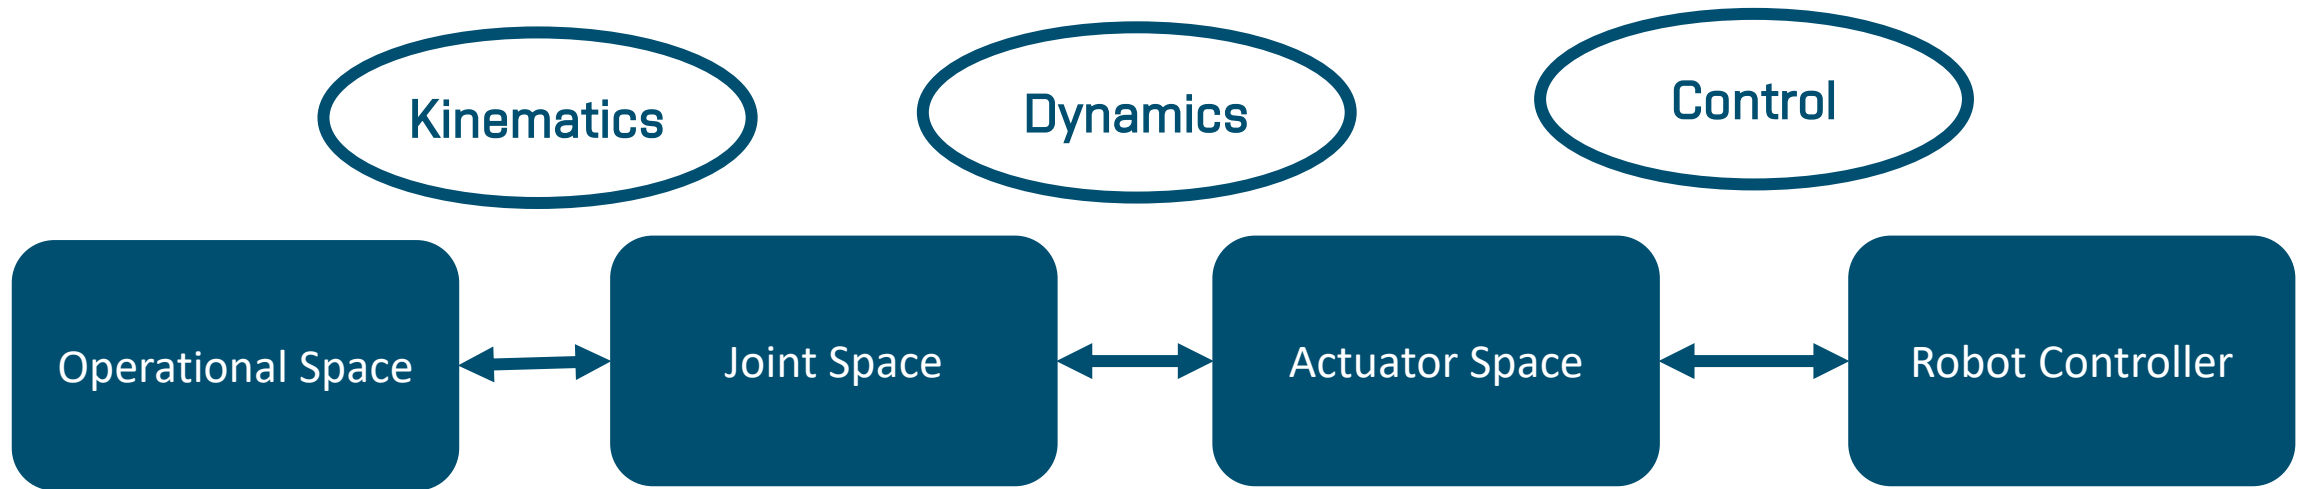 Kinematics
Dynamics
Control
Operational Space
Joint Space
Actuator Space
Robot Controller